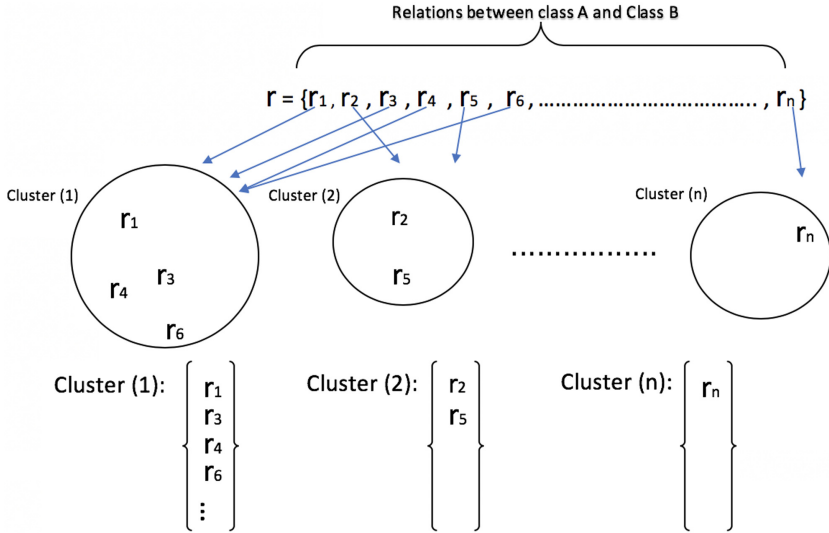 Relations between class A and Class B
r = {r1 , r2 , r3 , r4 , r5 , r6 , ........................................ , rn}
Cluster (1)
Cluster (2)
Cluster (n)
r1
r2
rn
r4
r3
r5
r6
.................
Cluster (1):
r1
r3
r4
r6
⋮
Cluster (2):
r2
r5
Cluster (n):
rn